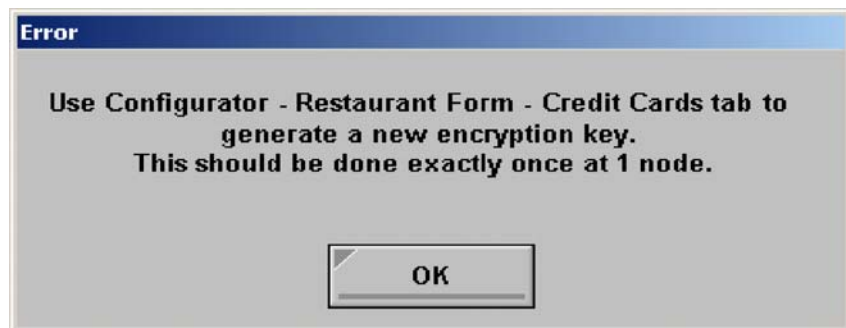 Error
Use Configurator - Restaurant Form - Credit Cards tab to
generate a new encryption key.
This should be done exactly once at 1 node.
OK